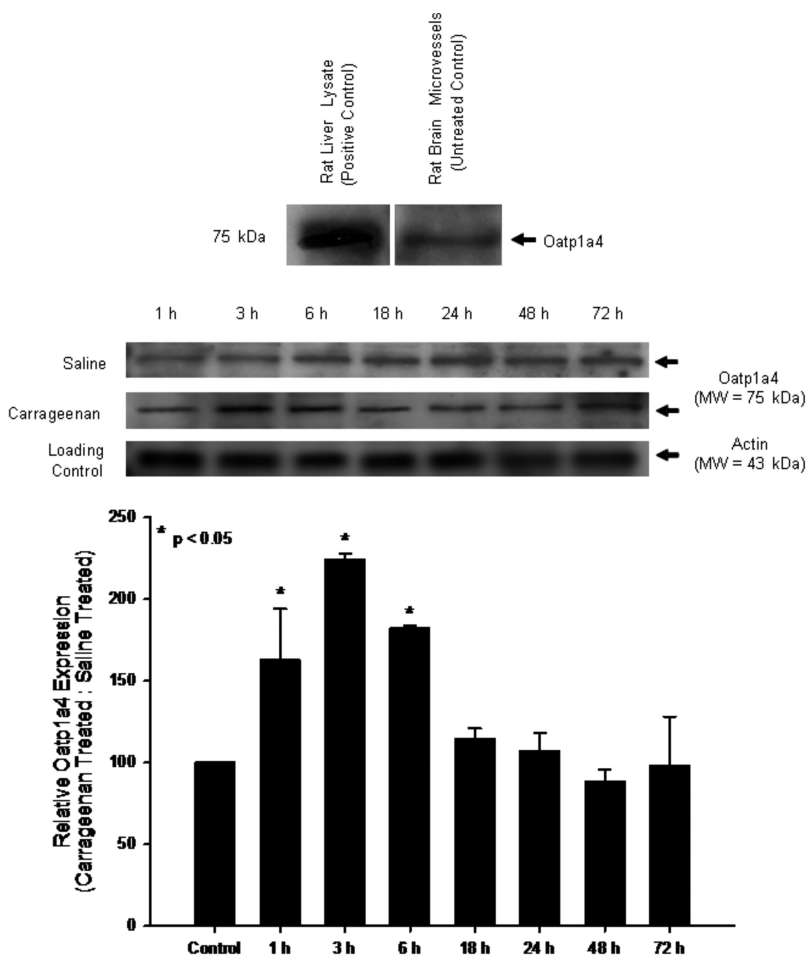 Rat Liver Lysate
(Positive Control)
Rat Brain Microvessels
(Untreated Control)
75 kDa
Oatp1a4
1 h 3 h 6 h 18 h 24 h 48 h 72 h
Saline
Carrageenan
Oatp1a4
(MW = 75 kDa)
Loading
Control
Actin
(MW = 43 kDa)
Relative Oatp1a4 Expression
(Carrageenan Treated : Saline Treated)
250
200
150
100
50
0
* p < 0.05
*
*
*
Control 1 h 3 h 6 h 18 h 24 h 48 h 72 h